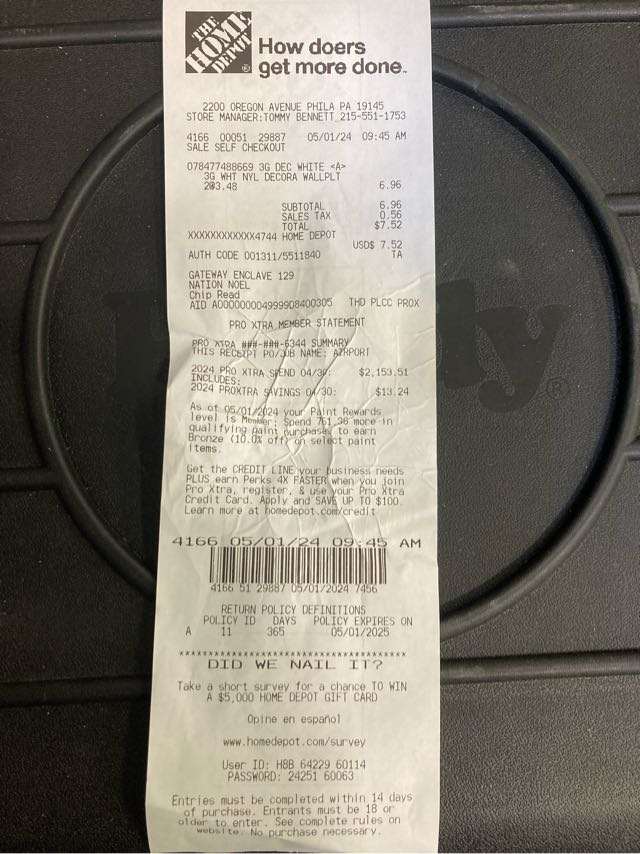 THE
HOME
DEPOT
®
How doers
get more done™
2200 OREGON AVENUE PHILA PA 19145
STORE MANAGER:TOMMY BENNETT 215-551-1753
4166 00051 29887 05/01/24 09:45 AM
SALE SELF CHECKOUT
078477488669 3G DEC WHITE <A>
3G WHT NYL DECORA WALLPLT
2@3.48 6.96
SUBTOTAL 6.96
SALES TAX 0.56
TOTAL $7.52
XXXXXXXXXXXX4744 HOME DEPOT
USD$ 7.52
AUTH CODE 001311/5511840 TA
GATEWAY ENCLAVE 129
NATION NOEL
Chip Read
AID A0000000049999D8400305 THD PLCC PROX
PRO XTRA MEMBER STATEMENT
PRO XTRA ###-###-6344 SUMMARY
THIS RECEIPT PO/JOB NAME: AIRPORT
2024 PRO XTRA SPEND 04/30: $2,153.51
INCLUDES:
2024 PROXTRA SAVINGS 04/30: $13.24
As of 05/01/2024 your Paint Rewards
level is Member; Spend 761.36 more in
qualifying paint purchases to earn
Bronze (10.0% off) on select paint
items.
Get the CREDIT LINE your business needs
PLUS earn Perks 4X FASTER when you join
Pro Xtra, register, & use your Pro Xtra
Credit Card. Apply and SAVE UP TO $100.
Learn more at homedepot.com/credit
4166 05/01/24 09:45 AM
4166 51 29887 05/01/2024 7456
RETURN POLICY DEFINITIONS
POLICY ID DAYS POLICY EXPIRES ON
A 11 365 05/01/2025
*****************************************
DID WE NAIL IT?
Take a short survey for a chance TO WIN
A $5,000 HOME DEPOT GIFT CARD
Opine en español
www.homedepot.com/survey
User ID: H8B 64229 60114
PASSWORD: 24251 60063
Entries must be completed within 14 days
of purchase. Entrants must be 18 or
older to enter. See complete rules on
website. No purchase necessary.